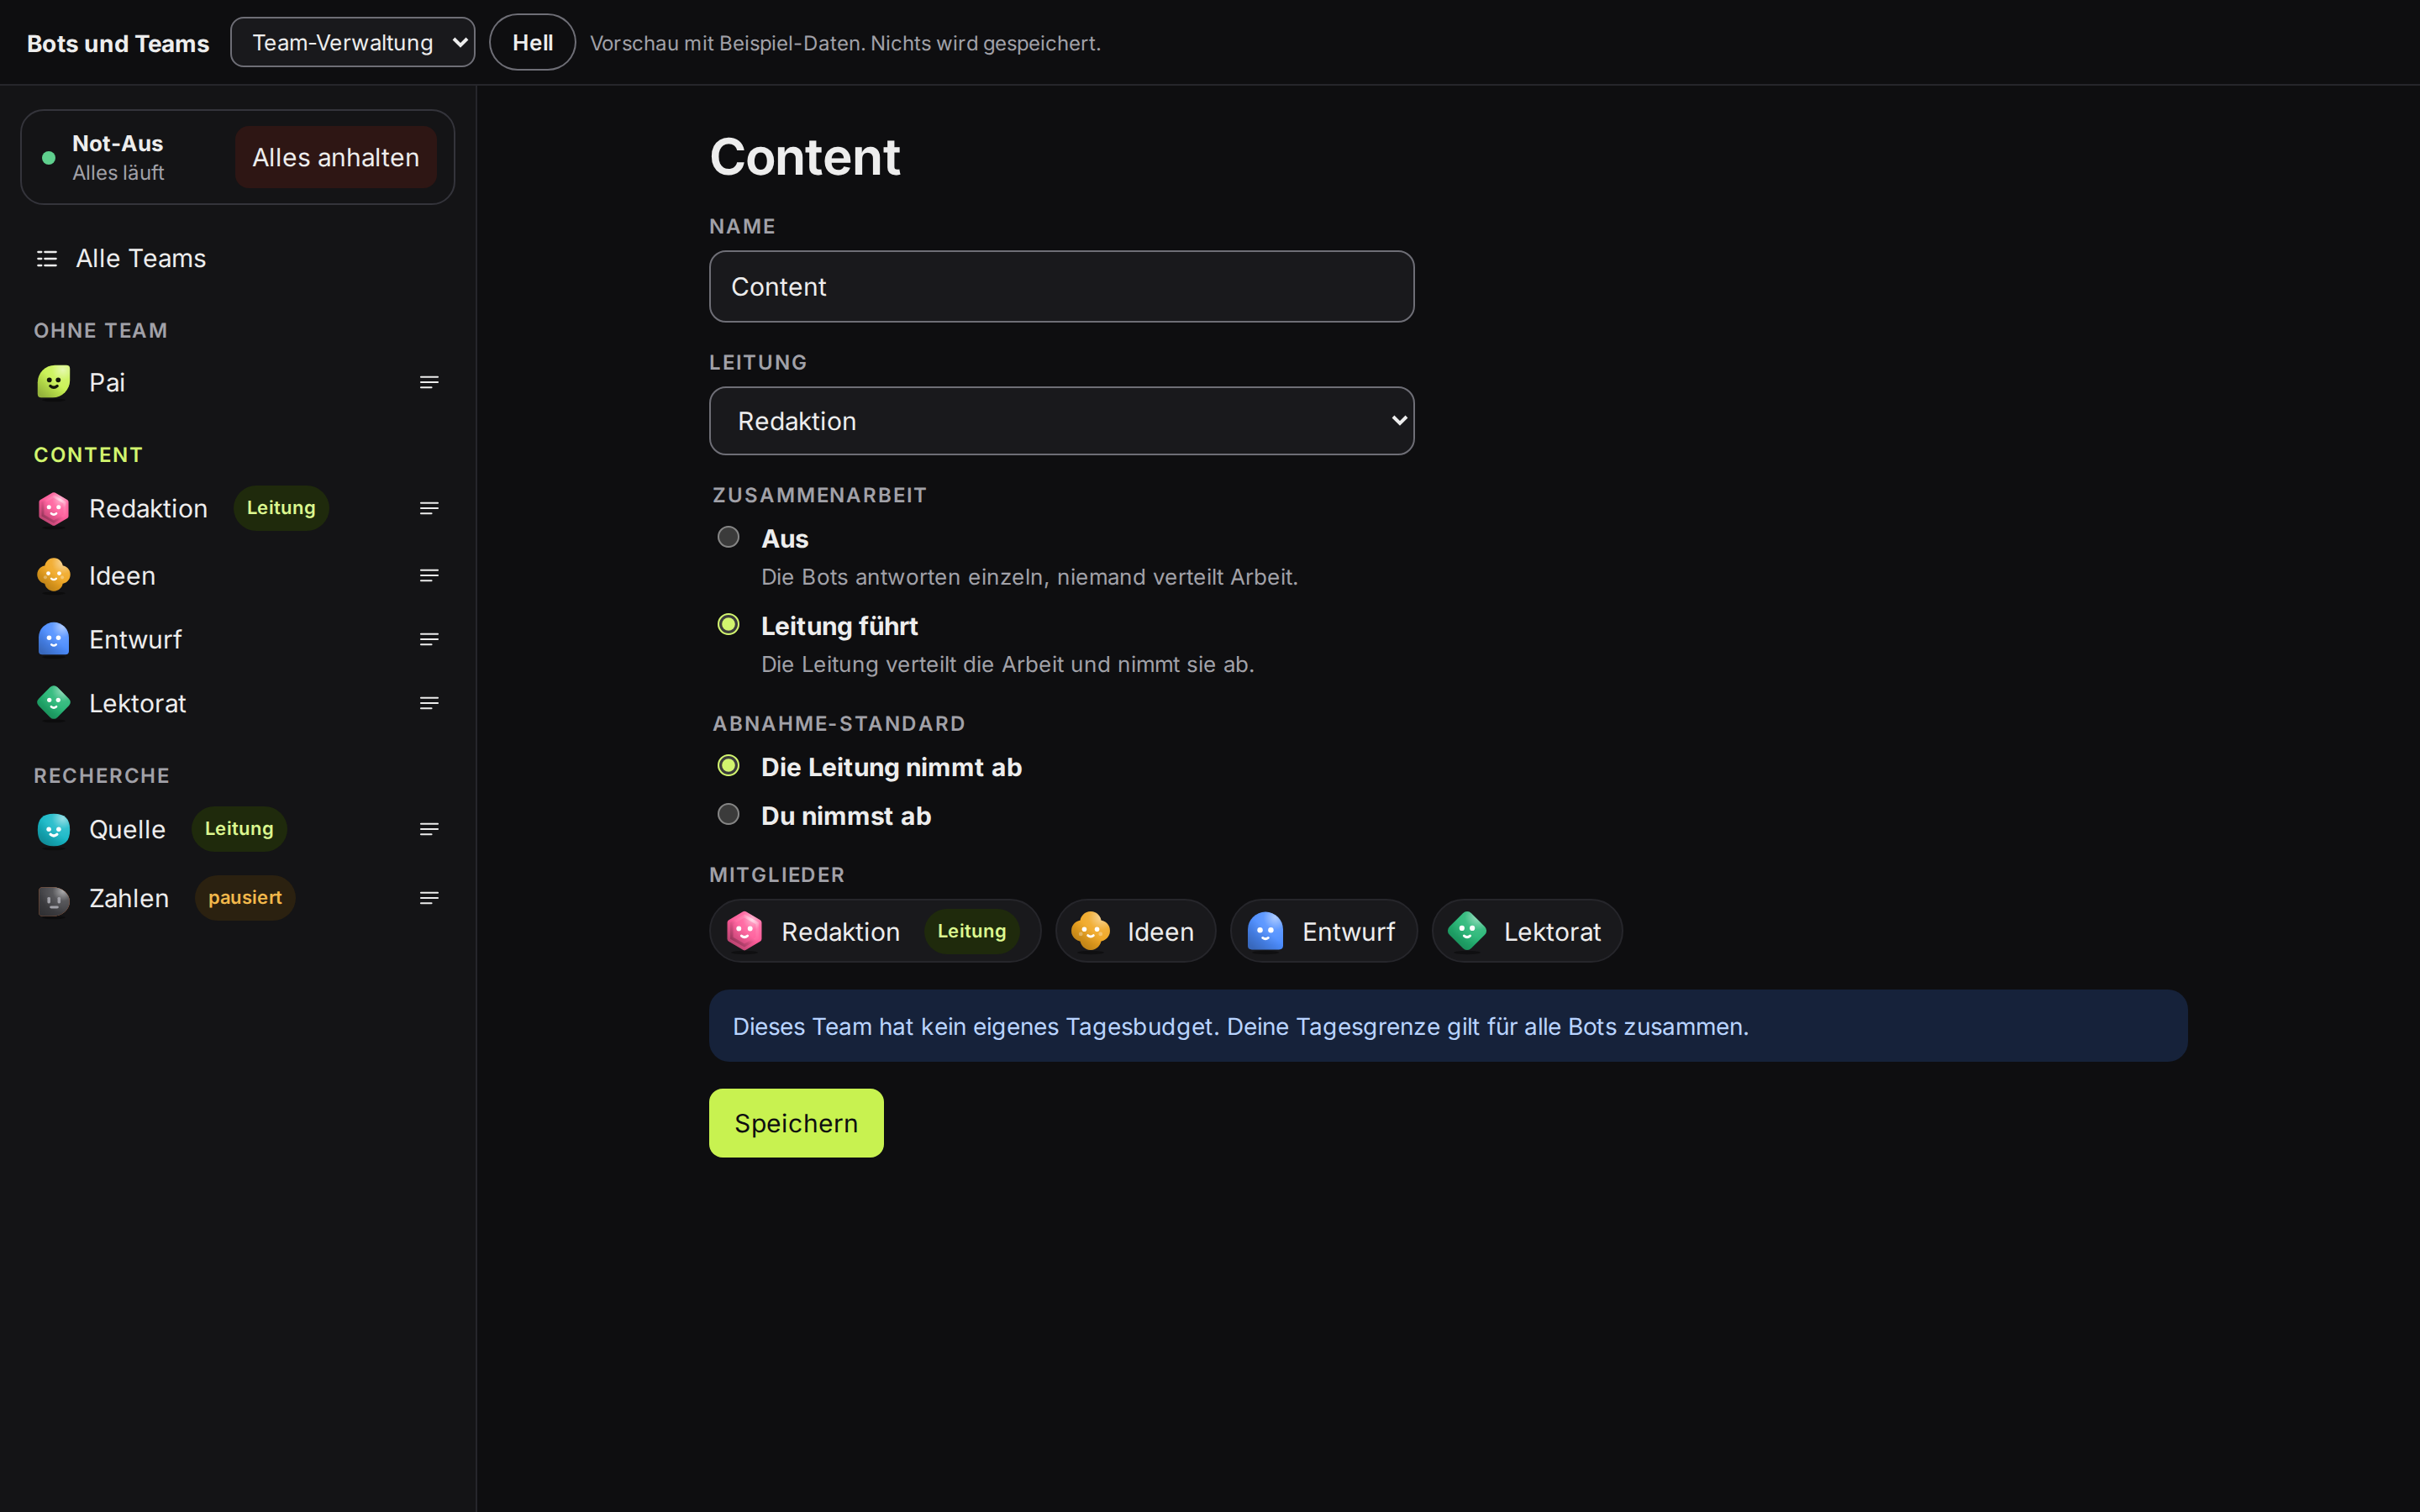 Bots und Teams
Team-Verwaltung
Hell
Vorschau mit Beispiel-Daten. Nichts wird gespeichert.
Not-Aus
Alles läuft
Alles anhalten
Alle Teams
OHNE TEAM
Pai
CONTENT
Redaktion Leitung
Ideen
Entwurf
Lektorat
RECHERCHE
Quelle Leitung
Zahlen pausiert
Content
NAME
Content
LEITUNG
Redaktion
ZUSAMMENARBEIT
Aus
Die Bots antworten einzeln, niemand verteilt Arbeit.
Leitung führt
Die Leitung verteilt die Arbeit und nimmt sie ab.
ABNAHME-STANDARD
Die Leitung nimmt ab
Du nimmst ab
MITGLIEDER
Redaktion Leitung Ideen Entwurf Lektorat
Dieses Team hat kein eigenes Tagesbudget. Deine Tagesgrenze gilt für alle Bots zusammen.
Speichern